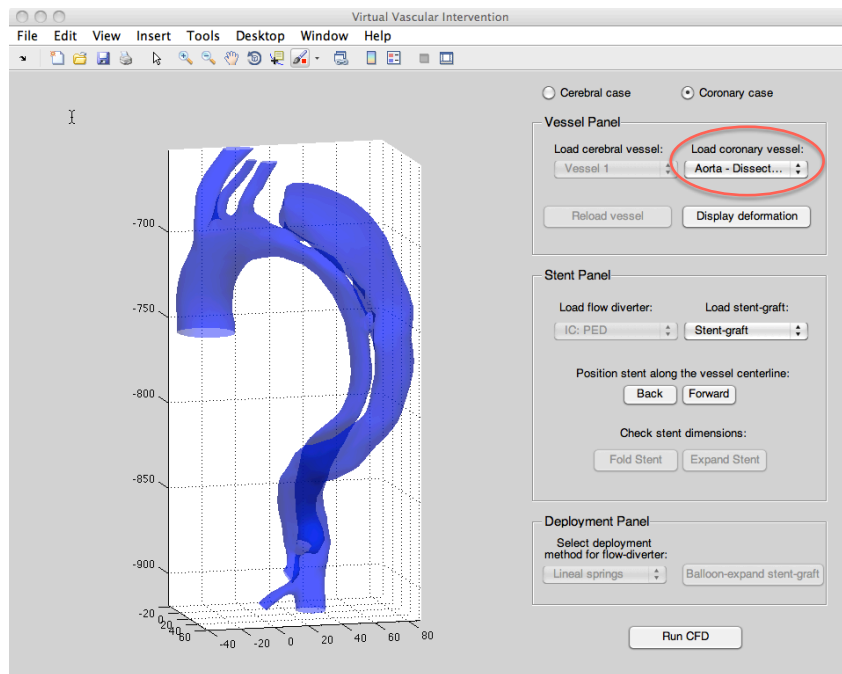 Virtual Vascular Intervention
File Edit View Insert Tools Desktop Window Help
Cerebral case Coronary case
Vessel Panel
Load cerebral vessel: Load coronary vessel:
Vessel 1 Aorta - Dissect...
Reload vessel Display deformation
Stent Panel
Load flow diverter: Load stent-graft:
IC: PED Stent-graft
Position stent along the vessel centerline:
Back Forward
Check stent dimensions:
Fold Stent Expand Stent
Deployment Panel
Select deployment
method for flow-diverter:
Lineal springs Balloon-expand stent-graft
Run CFD
-700
-750
-800
-850
-900
-20
0
20
40
60
-40 -20 0 20 40 60 80